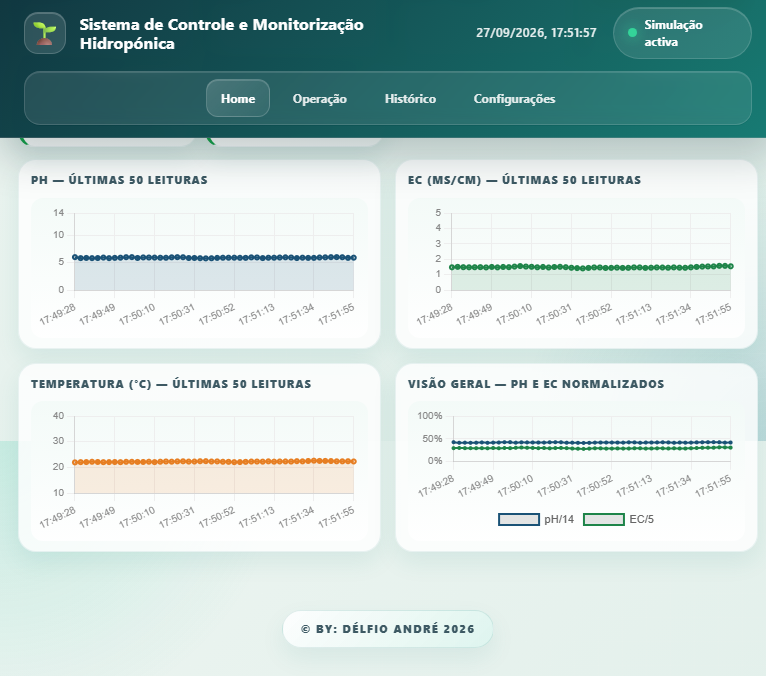 Sistema de Controle e Monitorização
Hidropónica
27/09/2026, 17:51:57
Simulação
activa
Home
Operação
Histórico
Configurações
PH — ÚLTIMAS 50 LEITURAS
14
10
5
0
17:49:28 17:49:49 17:50:10 17:50:31 17:50:52 17:51:13 17:51:34 17:51:55
EC (MS/CM) — ÚLTIMAS 50 LEITURAS
5
4
3
2
1
0
17:49:28 17:49:49 17:50:10 17:50:31 17:50:52 17:51:13 17:51:34 17:51:55
TEMPERATURA (°C) — ÚLTIMAS 50 LEITURAS
40
30
20
10
17:49:28 17:49:49 17:50:10 17:50:31 17:50:52 17:51:13 17:51:34 17:51:55
VISÃO GERAL — PH E EC NORMALIZADOS
100%
50%
0%
17:49:28 17:49:49 17:50:10 17:50:31 17:50:52 17:51:13 17:51:34 17:51:55
pH/14 EC/5
© BY: DÉLFIO ANDRÉ 2026